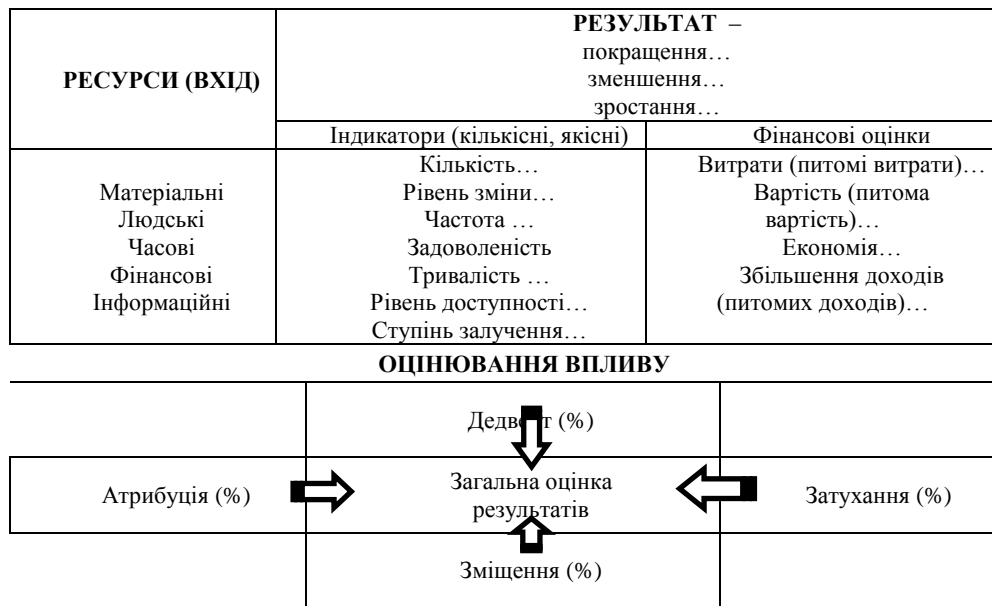 РЕСУРСИ (ВХІД)
РЕЗУЛЬТАТ –
покращення…
зменшення…
зростання…
Індикатори (кількісні, якісні)
Фінансові оцінки
Матеріальні
Людські
Часові
Фінансові
Інформаційні
Кількість…
Рівень зміни…
Частота …
Задоволеність
Тривалість …
Рівень доступності…
Ступінь залучення…
Витрати (питомі витрати)…
Вартість (питома
вартість)…
Економія…
Збільшення доходів
(питомих доходів)…
ОЦІНЮВАННЯ ВПЛИВУ
(%)
Атрибуція (%)
Загальна оцінка
результатів
Затухання (%)
Зміщення (%)